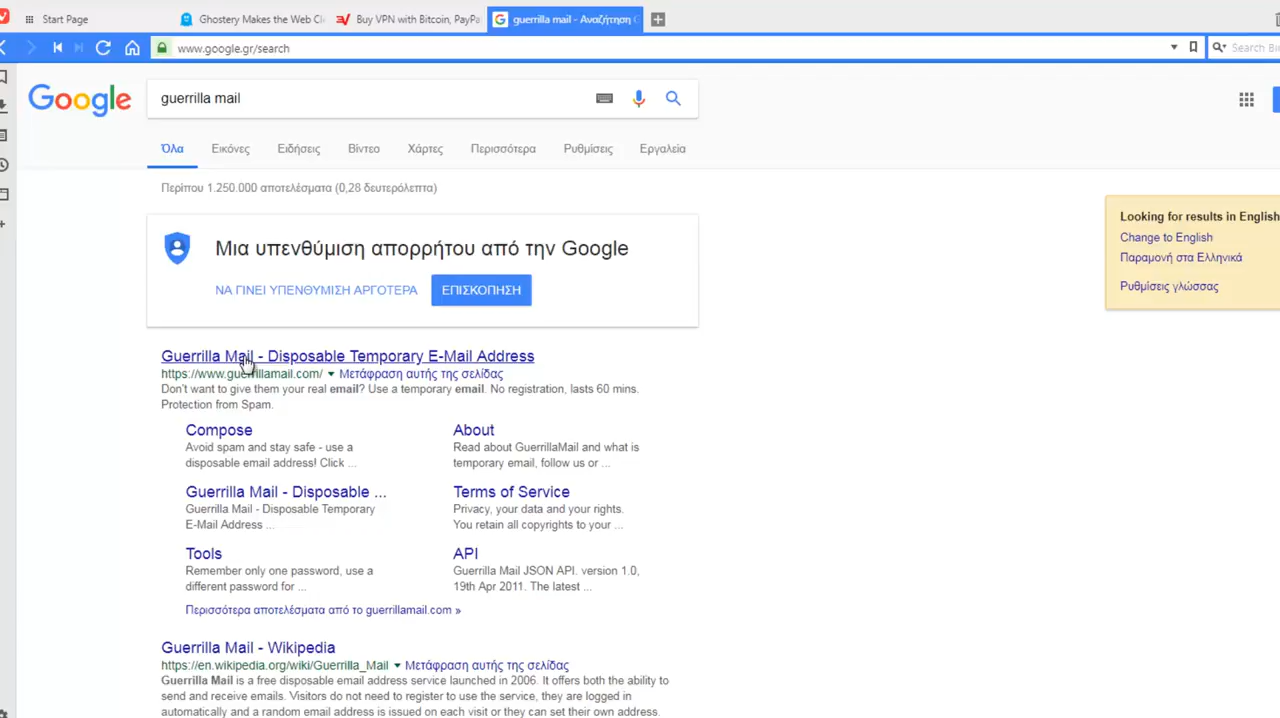 Start Page
Ghostery Makes the Web Cl
Buy VPN with Bitcoin, PayPa
guerrilla mail - Αναζήτηση
www.google.gr/search
Search Bi
Google
guerrilla mail
Όλα Εικόνες Ειδήσεις Βίντεο Χάρτες Περισσότερα Ρυθμίσεις Εργαλεία
Περίπου 1.250.000 αποτελέσματα (0,28 δευτερόλεπτα)
Looking for results in English
Change to English
Παραμονή στα Ελληνικά
Ρυθμίσεις γλώσσας
Μια υπενθύμιση απορρήτου από την Google
ΝΑ ΓΙΝΕΙ ΥΠΕΝΘΥΜΙΣΗ ΑΡΓΟΤΕΡΑ ΕΠΙΣΚΟΠΗΣΗ
Guerrilla Mail - Disposable Temporary E-Mail Address
https://www.guerrillamail.com/ Μετάφραση αυτής της σελίδας
Don't want to give them your real email? Use a temporary email. No registration, lasts 60 mins.
Protection from Spam.
Compose
Avoid spam and stay safe - use a
disposable email address! Click ...
About
Read about GuerrillaMail and what is
temporary email, follow us or ...
Guerrilla Mail - Disposable ...
Guerrilla Mail - Disposable Temporary
E-Mail Address ...
Terms of Service
Privacy, your data and your rights.
You retain all copyrights to your ...
Tools
Remember only one password, use a
different password for ...
API
Guerrilla Mail JSON API. version 1.0,
19th Apr 2011. The latest ...
Περισσότερα αποτελέσματα από το guerrillamail.com »
Guerrilla Mail - Wikipedia
https://en.wikipedia.org/wiki/Guerrilla_Mail Μετάφραση αυτής της σελίδας
Guerrilla Mail is a free disposable email address service launched in 2006. It offers both the ability to
send and receive emails. Visitors do not need to register to use the service, they are logged in
automatically and a random email address is issued on each visit or they can set their own address.